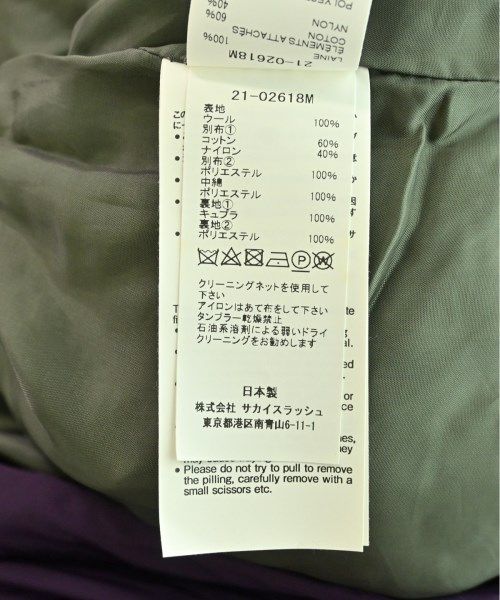 POLYES
40%
NYLON
60%
COTON
ÉLÉMENTS ATTACHÉS
100%
LAINE
21-02618M
21-02618M
表地
ウール 100%
別布①
コットン 60%
ナイロン 40%
別布②
ポリエステル 100%
中綿
ポリエステル 100%
裏地①
キュプラ 100%
裏地②
ポリエステル 100%
クリーニングネットを使用して
下さい
アイロンはあて布をして下さい
タンブラー乾燥禁止
石油系溶剤による弱いドライ
クリーニングをお勧めします
日本製
株式会社 サカイスラッシュ
東京都港区南青山6-11-1
• Please do not try to pull to remove
the pilling, carefully remove with a
small scissors etc.